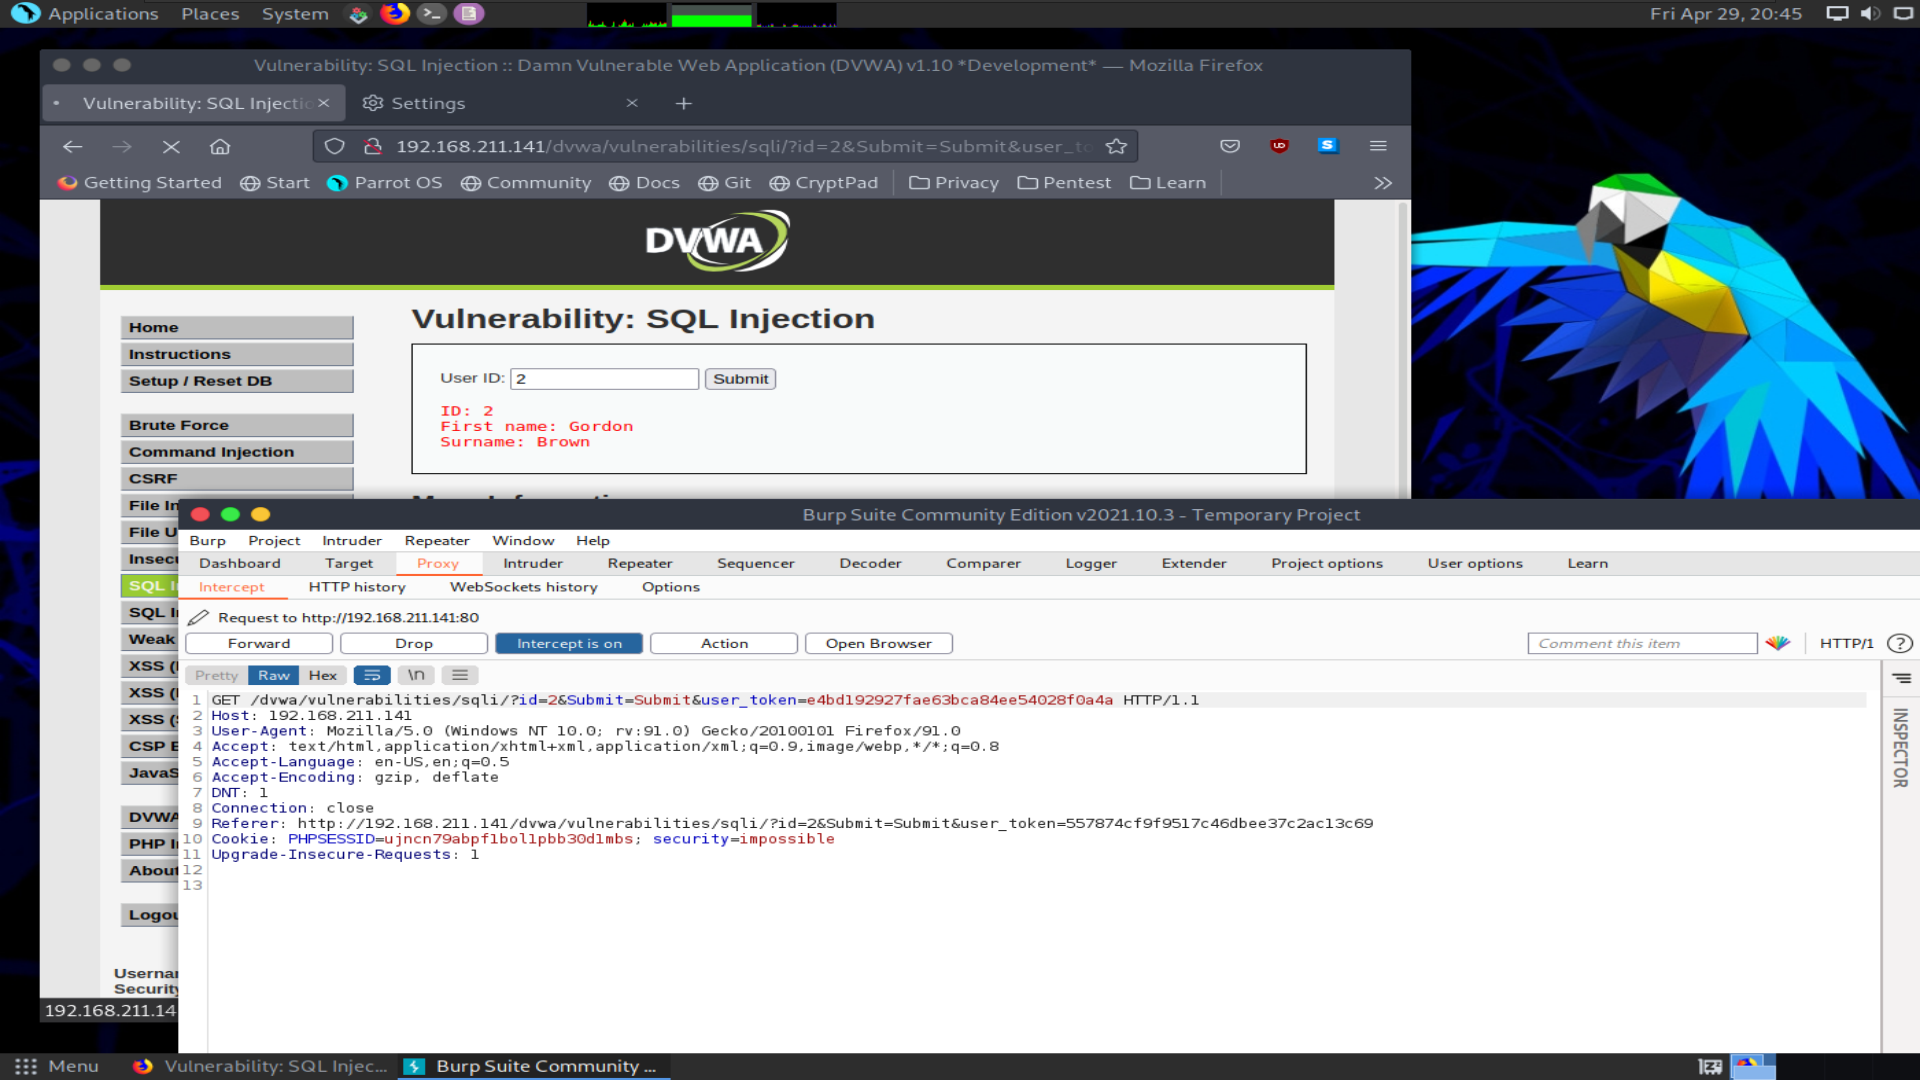 Applications Places System
Fri Apr 29, 20:45
Vulnerability: SQL Injection :: Damn Vulnerable Web Application (DVWA) v1.10 *Development* — Mozilla Firefox
Vulnerability: SQL Injectio
Settings
192.168.211.141/dvwa/vulnerabilities/sqli/?id=2&Submit=Submit&user_to
Getting Started Start Parrot OS Community Docs Git CryptPad Privacy Pentest Learn
DVWA
Home
Instructions
Setup / Reset DB
Brute Force
Command Injection
CSRF
File In
File U
Insec
SQL I
SQL I
Weak
XSS (
XSS (
XSS (
CSP B
JavaS
DVWA
PHP I
About
Logou
Userna
Security
192.168.211.14
Vulnerability: SQL Injection
User ID: 2 Submit
ID: 2
First name: Gordon
Surname: Brown
Burp Suite Community Edition v2021.10.3 - Temporary Project
Burp Project Intruder Repeater Window Help
Dashboard Target Proxy Intruder Repeater Sequencer Decoder Comparer Logger Extender Project options User options Learn
Intercept HTTP history WebSockets history Options
Request to http://192.168.211.141:80
Forward Drop Intercept is on Action Open Browser Comment this item HTTP/1 ?
Pretty Raw Hex \n
1 GET /dvwa/vulnerabilities/sqli/?id=2&Submit=Submit&user_token=e4bd192927fae63bca84ee54028f0a4a HTTP/1.1
2 Host: 192.168.211.141
3 User-Agent: Mozilla/5.0 (Windows NT 10.0; rv:91.0) Gecko/20100101 Firefox/91.0
4 Accept: text/html,application/xhtml+xml,application/xml;q=0.9,image/webp,*/*;q=0.8
5 Accept-Language: en-US,en;q=0.5
6 Accept-Encoding: gzip, deflate
7 DNT: 1
8 Connection: close
9 Referer: http://192.168.211.141/dvwa/vulnerabilities/sqli/?id=2&Submit=Submit&user_token=557874cf9f9517c46dbee37c2ac13c69
10 Cookie: PHPSESSID=ujncn79abpf1bol1pbb30d1mbs; security=impossible
11 Upgrade-Insecure-Requests: 1
12
13
INSPECTOR
Menu
Vulnerability: SQL Injec...
Burp Suite Community ...